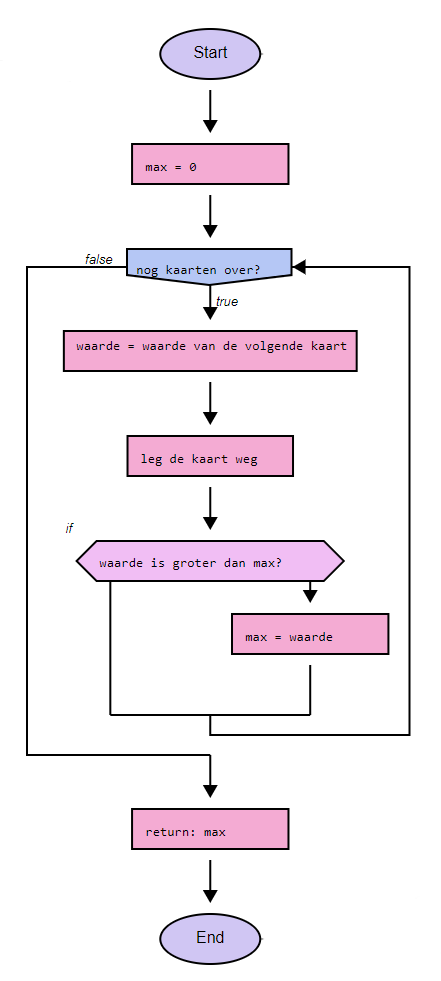 Start
max = 0
false
nog kaarten over?
true
waarde = waarde van de volgende kaart
leg de kaart weg
if
waarde is groter dan max?
max = waarde
return: max
End